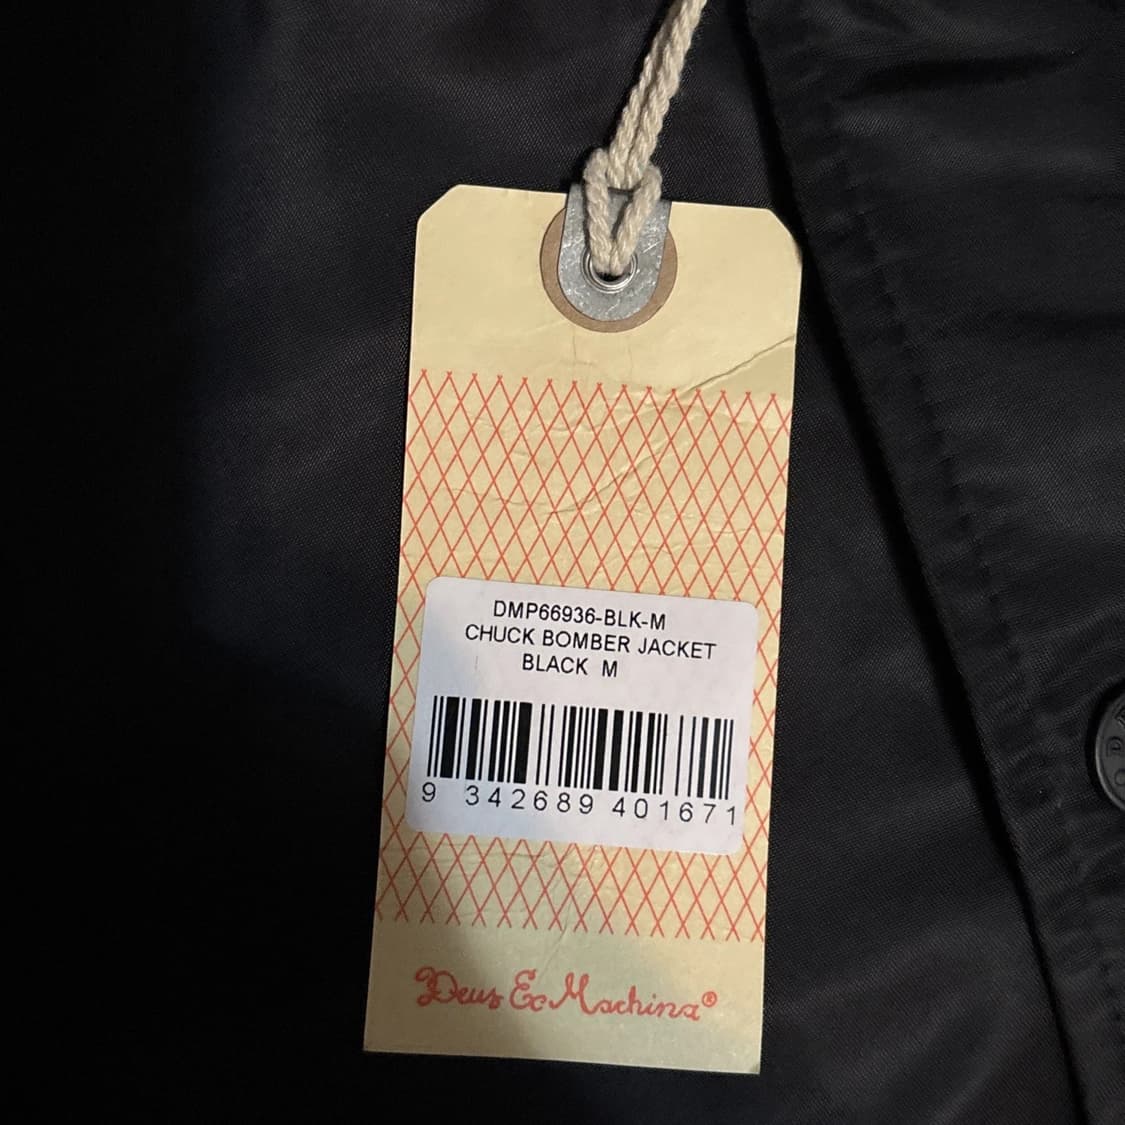 DMP66936-BLK-M
CHUCK BOMBER JACKET
BLACK M
9 342689 401671
Deus Ex Machina®